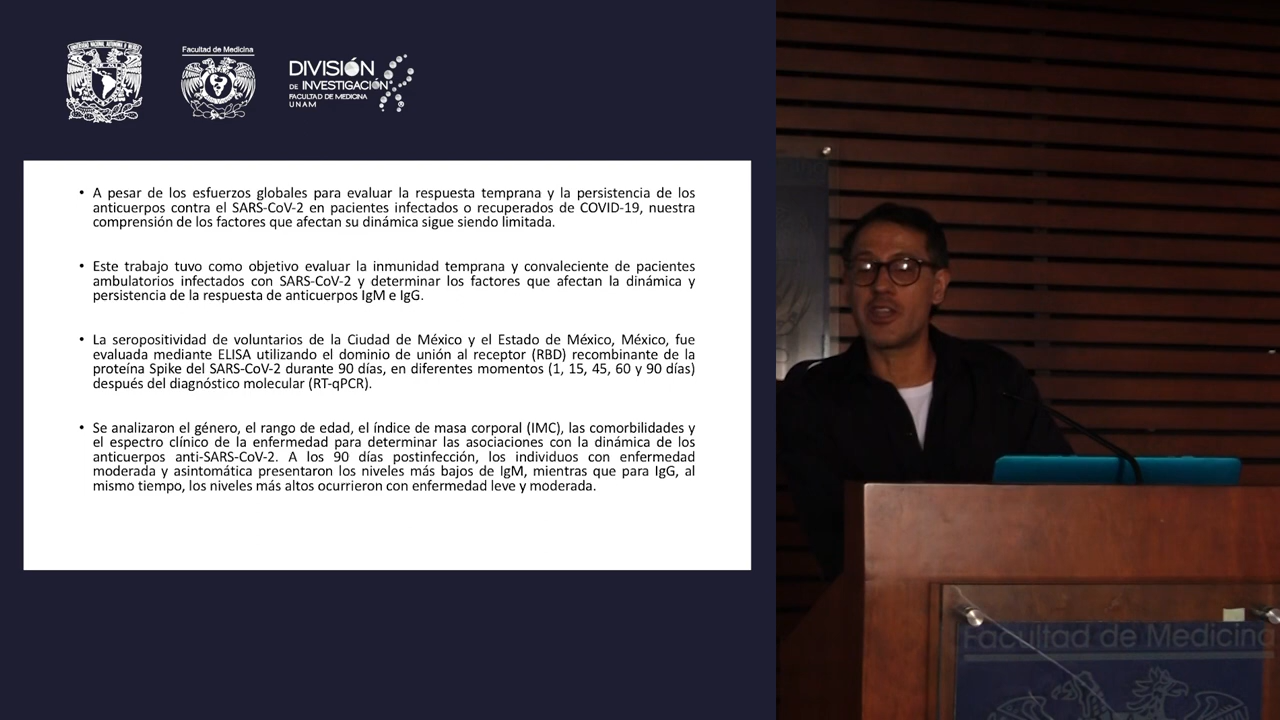 UNIVERSIDAD NACIONAL AUTONOMA DE MEXICO
Facultad de Medicina
DIVISIÓN
DE INVESTIGACIÓN
FACULTAD DE MEDICINA
UNAM
• A pesar de los esfuerzos globales para evaluar la respuesta temprana y la persistencia de los
anticuerpos contra el SARS-CoV-2 en pacientes infectados o recuperados de COVID-19, nuestra
comprensión de los factores que afectan su dinámica sigue siendo limitada.
• Este trabajo tuvo como objetivo evaluar la inmunidad temprana y convaleciente de pacientes
ambulatorios infectados con SARS-CoV-2 y determinar los factores que afectan la dinámica y
persistencia de la respuesta de anticuerpos IgM e IgG.
• La seropositividad de voluntarios de la Ciudad de México y el Estado de México, México, fue
evaluada mediante ELISA utilizando el dominio de unión al receptor (RBD) recombinante de la
proteína Spike del SARS-CoV-2 durante 90 días, en diferentes momentos (1, 15, 45, 60 y 90 días)
después del diagnóstico molecular (RT-qPCR).
• Se analizaron el género, el rango de edad, el índice de masa corporal (IMC), las comorbilidades y
el espectro clínico de la enfermedad para determinar las asociaciones con la dinámica de los
anticuerpos anti-SARS-CoV-2. A los 90 días postinfección, los individuos con enfermedad
moderada y asintomática presentaron los niveles más bajos de IgM, mientras que para IgG, al
mismo tiempo, los niveles más altos ocurrieron con enfermedad leve y moderada.
Facultad de Medicina